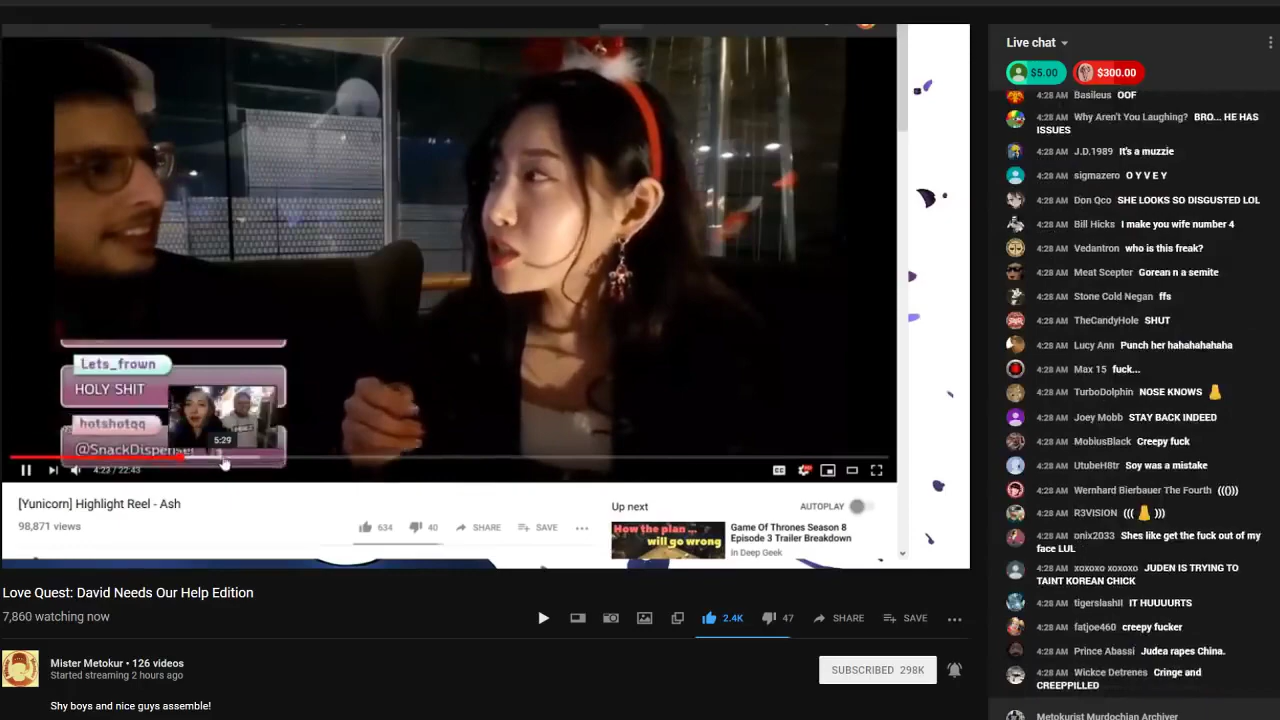 Lets_frown
HOLY SHIT
hotshotqq
@SnackDispenser
5:29
4:23 / 22:43
CC
[Yunicorn] Highlight Reel - Ash
98,871 views
634
40
SHARE
SAVE
Up next
AUTOPLAY
How the plan ...
will go wrong
Game Of Thrones Season 8
Episode 3 Trailer Breakdown
in Deep Geek
Love Quest: David Needs Our Help Edition
7,860 watching now
2.4K
47
SHARE
SAVE
Mister Metokur • 126 videos
Started streaming 2 hours ago
SUBSCRIBED 298K
Shy boys and nice guys assemble!
Live chat
$5.00
$300.00
4:28 AM Basileus OOF
4:28 AM Why Aren't You Laughing? BRO... HE HAS
ISSUES
4:28 AM J.D.1989 It's a muzzie
4:28 AM sigmazero O Y V E Y
4:28 AM Don Qco SHE LOOKS SO DISGUSTED LOL
4:28 AM Bill Hicks I make you wife number 4
4:28 AM Vedantron who is this freak?
4:28 AM Meat Scepter Gorean n a semite
4:28 AM Stone Cold Negan ffs
4:28 AM TheCandyHole SHUT
4:28 AM Lucy Ann Punch her hahahahahaha
4:28 AM Max 15 fuck...
4:28 AM TurboDolphin NOSE KNOWS 👃
4:28 AM Joey Mobb STAY BACK INDEED
4:28 AM MobiusBlack Creepy fuck
4:28 AM UtubeH8tr Soy was a mistake
4:28 AM Wernhard Bierbauer The Fourth ((()))
4:28 AM R3VISION ((( 👃 )))
4:28 AM onix2033 Shes like get the fuck out of my
face LUL
4:28 AM xoxoxo xoxoxo JUDEN IS TRYING TO
TAINT KOREAN CHICK
4:28 AM tigerslashII IT HUUUURTS
4:28 AM fatjoe460 creepy fucker
4:28 AM Prince Abassi Judea rapes China.
4:28 AM Wickce Detrenes Cringe and
CREEPPILLED
Metokurist Murdochian Archiver